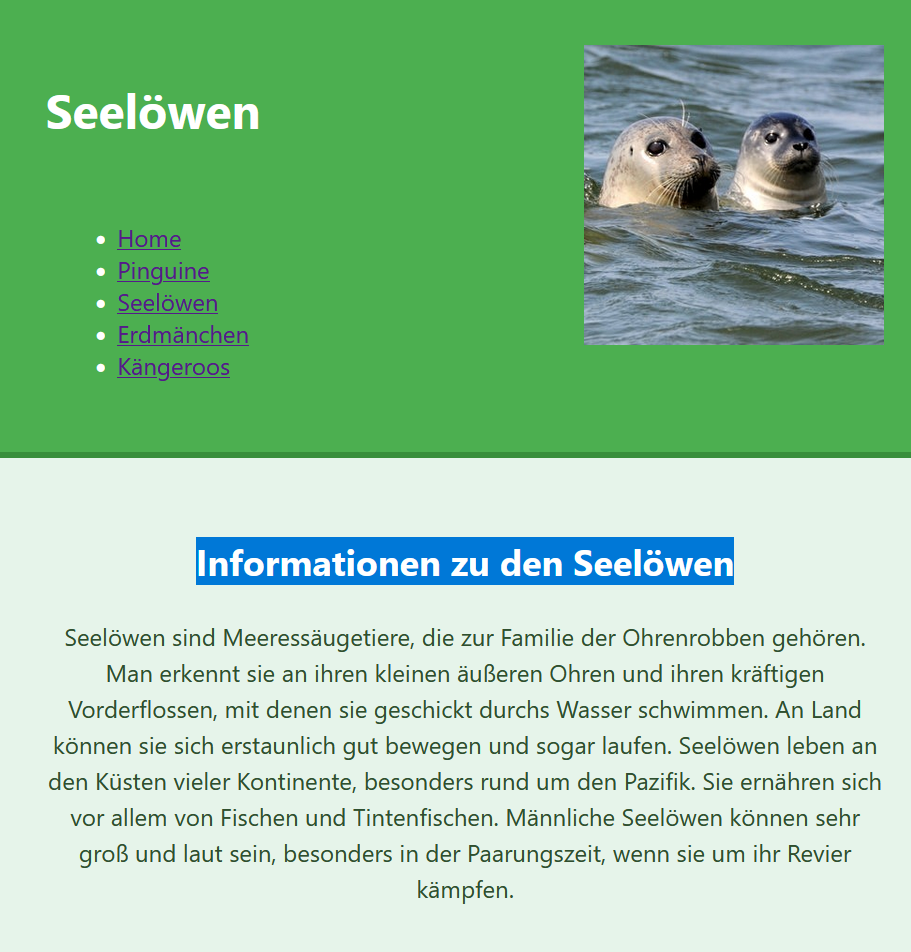 Seelöwen
Home
Pinguine
Seelöwen
Erdmänchen
Kängeroos
Informationen zu den Seelöwen
Seelöwen sind Meeressäugetiere, die zur Familie der Ohrenrobben gehören.
Man erkennt sie an ihren kleinen äußeren Ohren und ihren kräftigen
Vorderflossen, mit denen sie geschickt durchs Wasser schwimmen. An Land
können sie sich erstaunlich gut bewegen und sogar laufen. Seelöwen leben an
den Küsten vieler Kontinente, besonders rund um den Pazifik. Sie ernähren sich
vor allem von Fischen und Tintenfischen. Männliche Seelöwen können sehr
groß und laut sein, besonders in der Paarungszeit, wenn sie um ihr Revier
kämpfen.